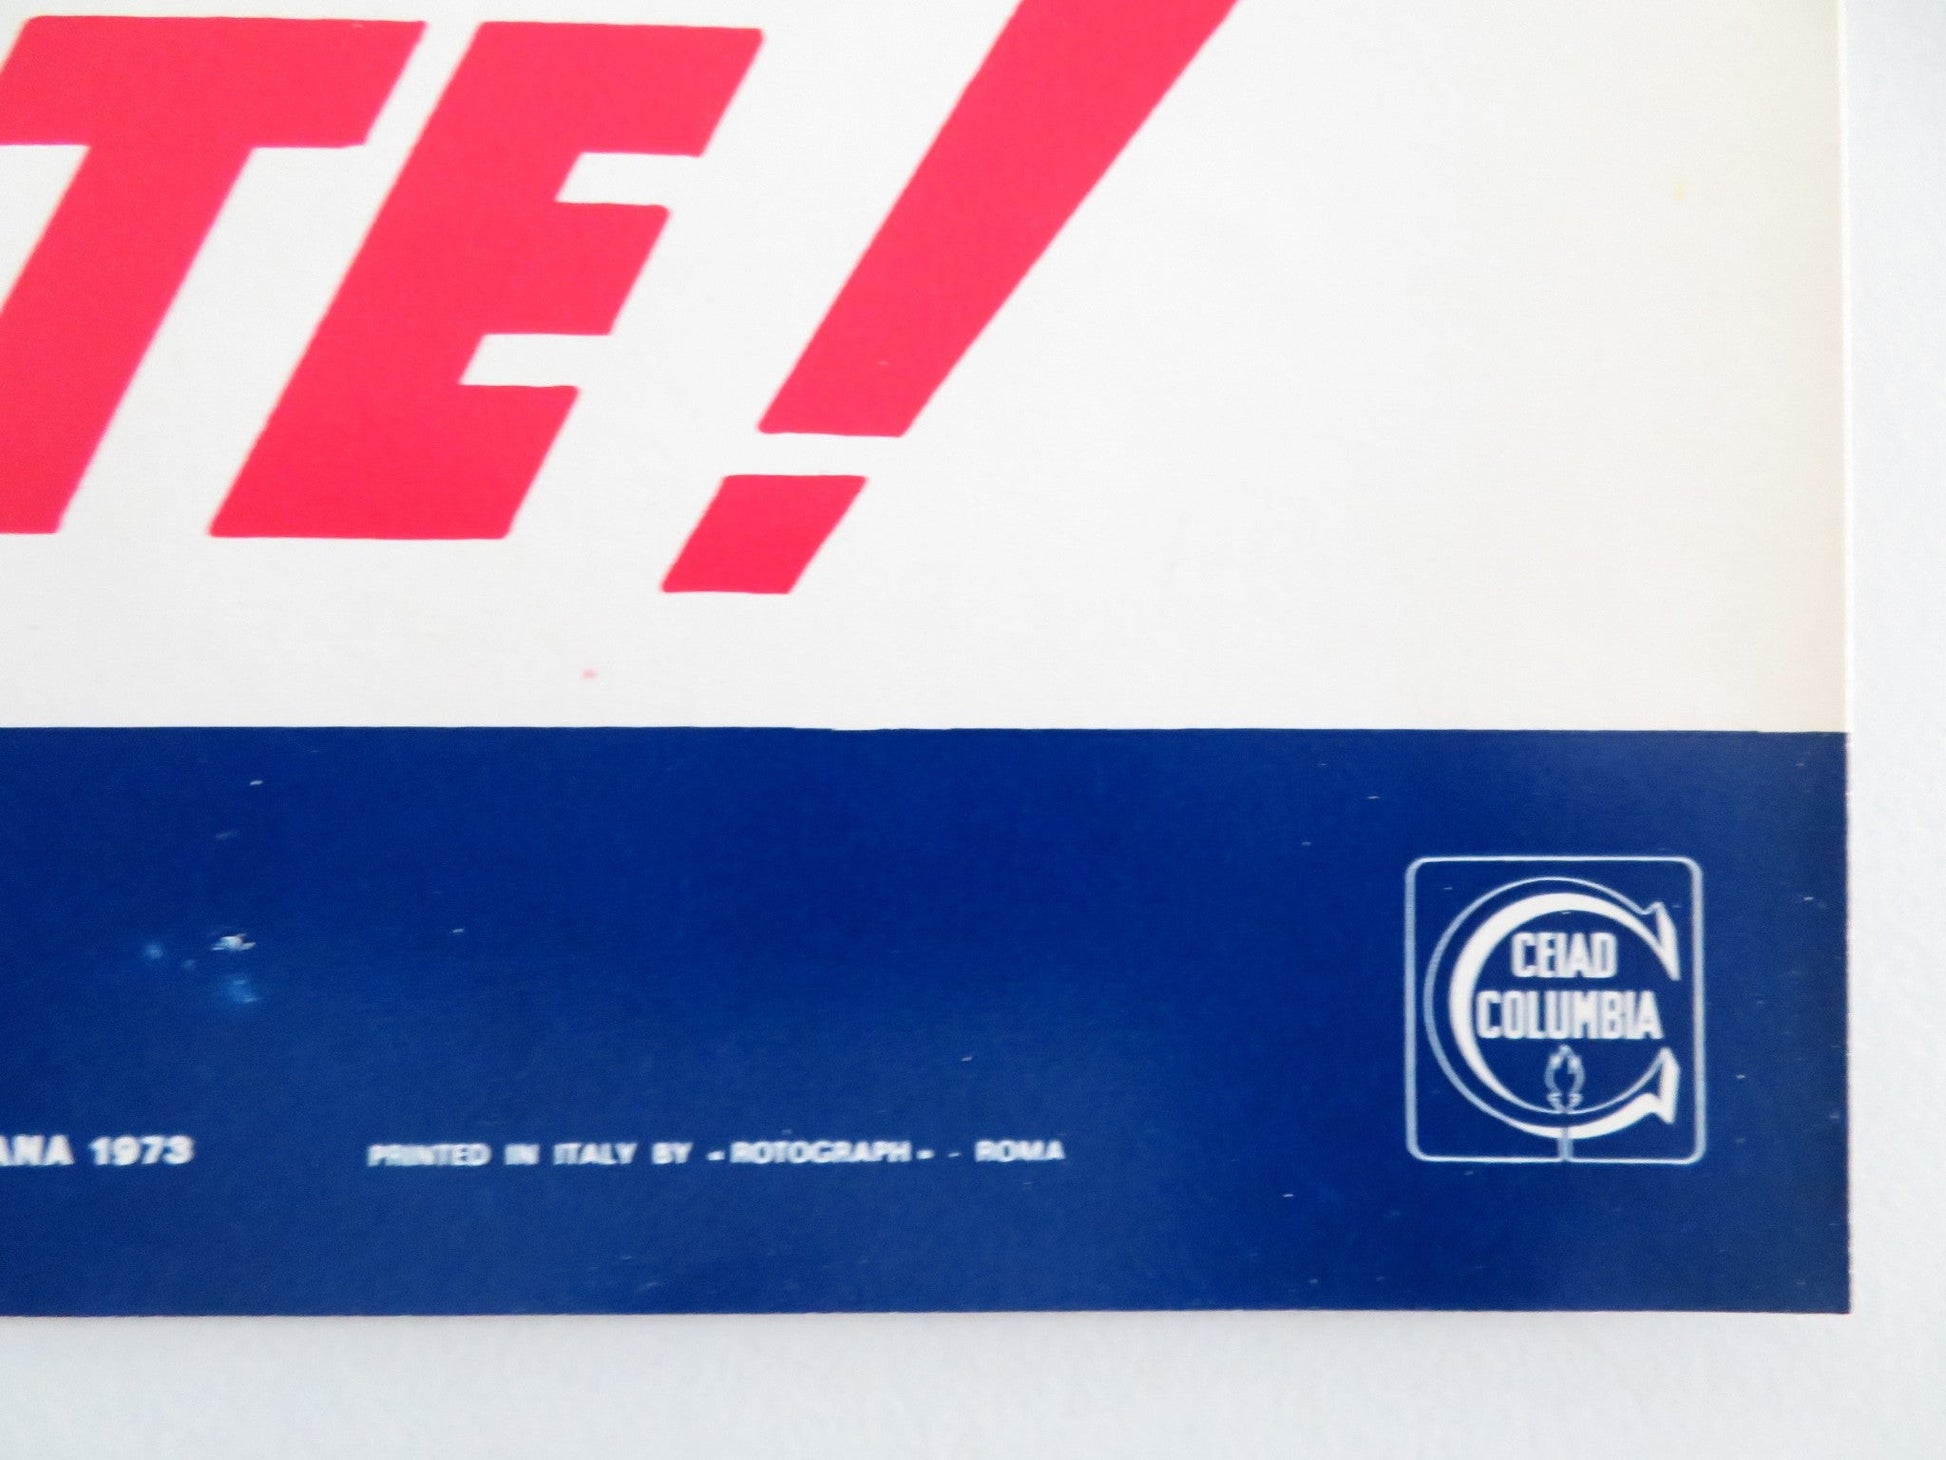 TE!
CEIAD
COLUMBIA
ANA 1973
PRINTED IN ITALY BY «ROTOGRAPH» - ROMA